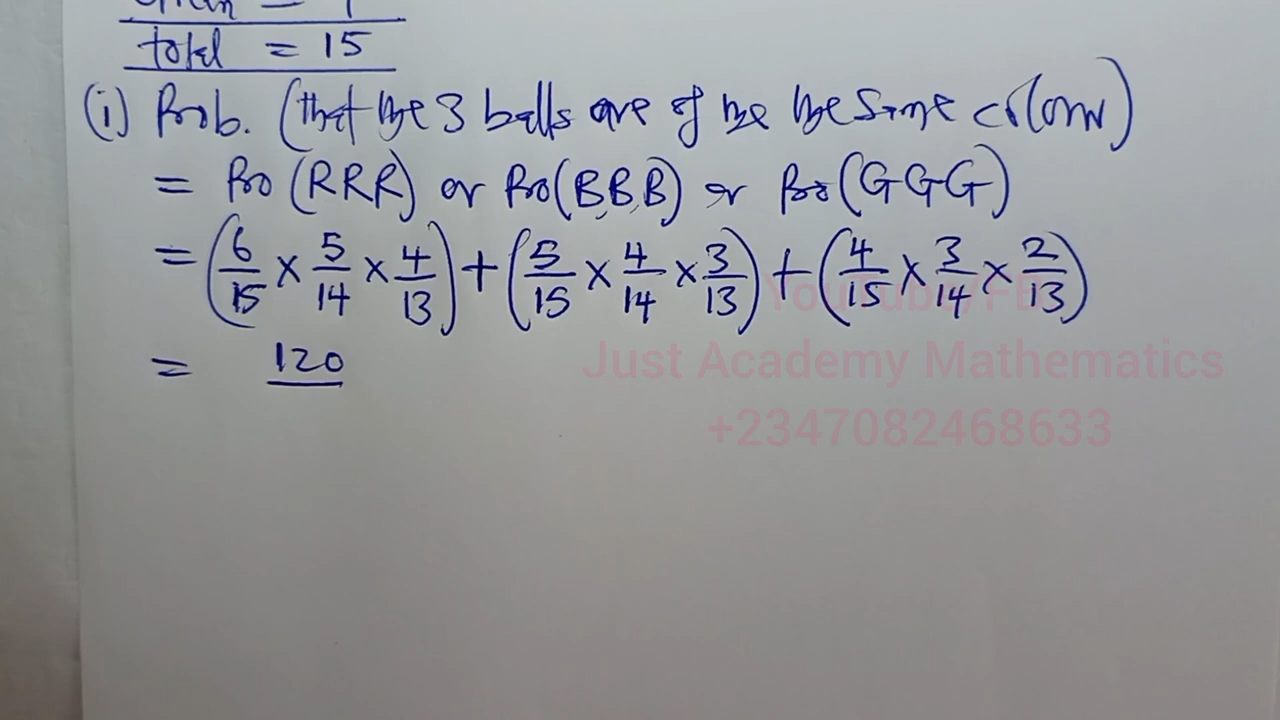 total = 15
(i) Prob. (that the 3 balls are of the the same colour)
= Pro (RRR) or Pro(B,B,B) or Pro(GGG)
= (6/15 × 5/14 × 4/13) + (5/15 × 4/14 × 3/13) + (4/15 × 3/14 × 2/13)
= 120
Just Academy Mathematics
+2347082468633